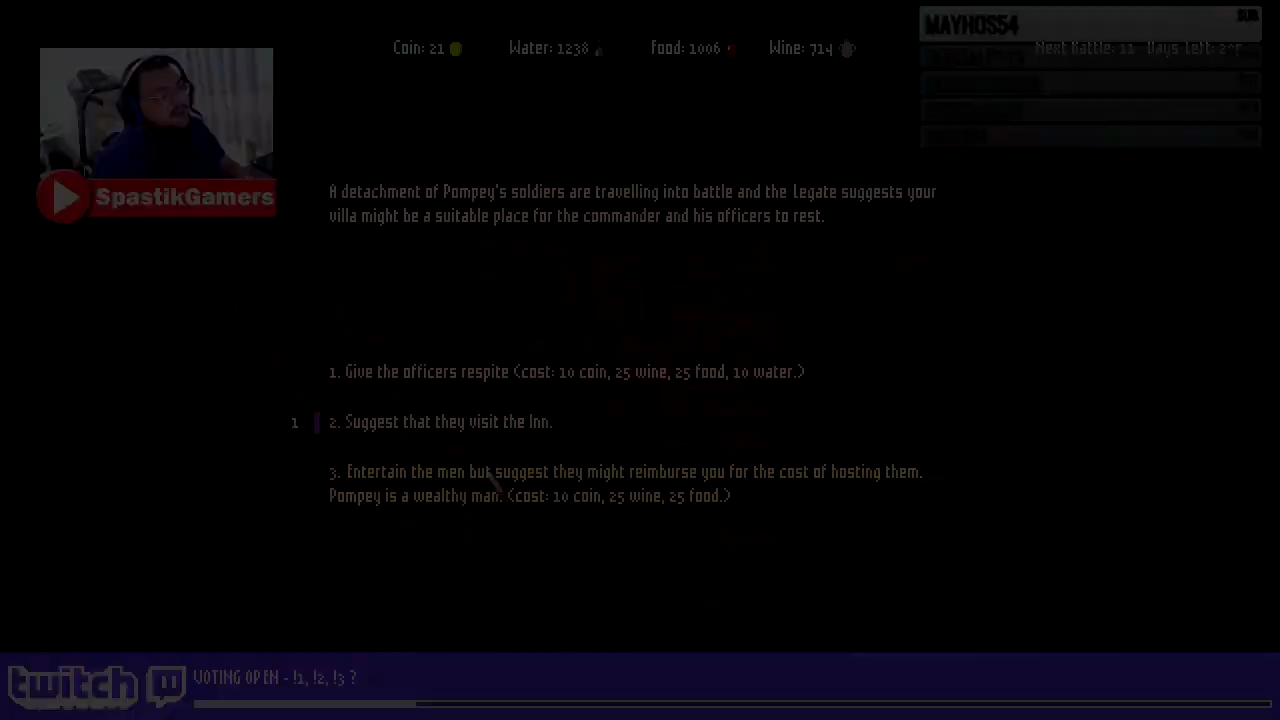 MAYHOS54
SUB
Coin: 21
Water: 1238
Food: 1006
Wine: 714
Next Battle: 11
Days Left:
SpastikGamers
A detachment of Pompey's soldiers are travelling into battle and the Legate suggests your
villa might be a suitable place for the commander and his officers to rest.
1. Give the officers respite (cost: 10 coin, 25 wine, 25 food, 10 water.)
1
2. Suggest that they visit the Inn.
3. Entertain the men but suggest they might reimburse you for the cost of hosting them.
Pompey is a wealthy man. (cost: 10 coin, 25 wine, 25 food.)
twitch
VOTING OPEN - !1, !2, !3 ?